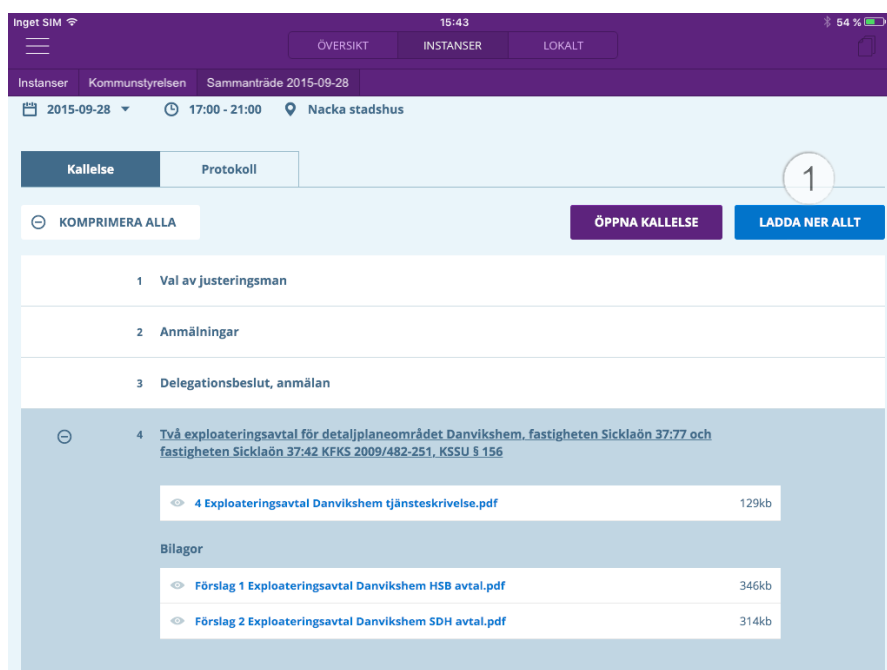 Inget SIM 15:43 54 %
ÖVERSIKT INSTANSER LOKALT
Instanser Kommunstyrelsen Sammanträde 2015-09-28
2015-09-28 17:00 - 21:00 Nacka stadshus
Kallelse Protokoll
1
KOMPRIMERA ALLA ÖPPNA KALLELSE LADDA NER ALLT
1 Val av justeringsman
2 Anmälningar
3 Delegationsbeslut, anmälan
4 Två exploateringsavtal för detaljplaneområdet Danvikshem, fastigheten Sicklaön 37:77 och
fastigheten Sicklaön 37:42 KFKS 2009/482-251, KSSU § 156
4 Exploateringsavtal Danvikshem tjänsteskrivelse.pdf 129kb
Bilagor
Förslag 1 Exploateringsavtal Danvikshem HSB avtal.pdf 346kb
Förslag 2 Exploateringsavtal Danvikshem SDH avtal.pdf 314kb